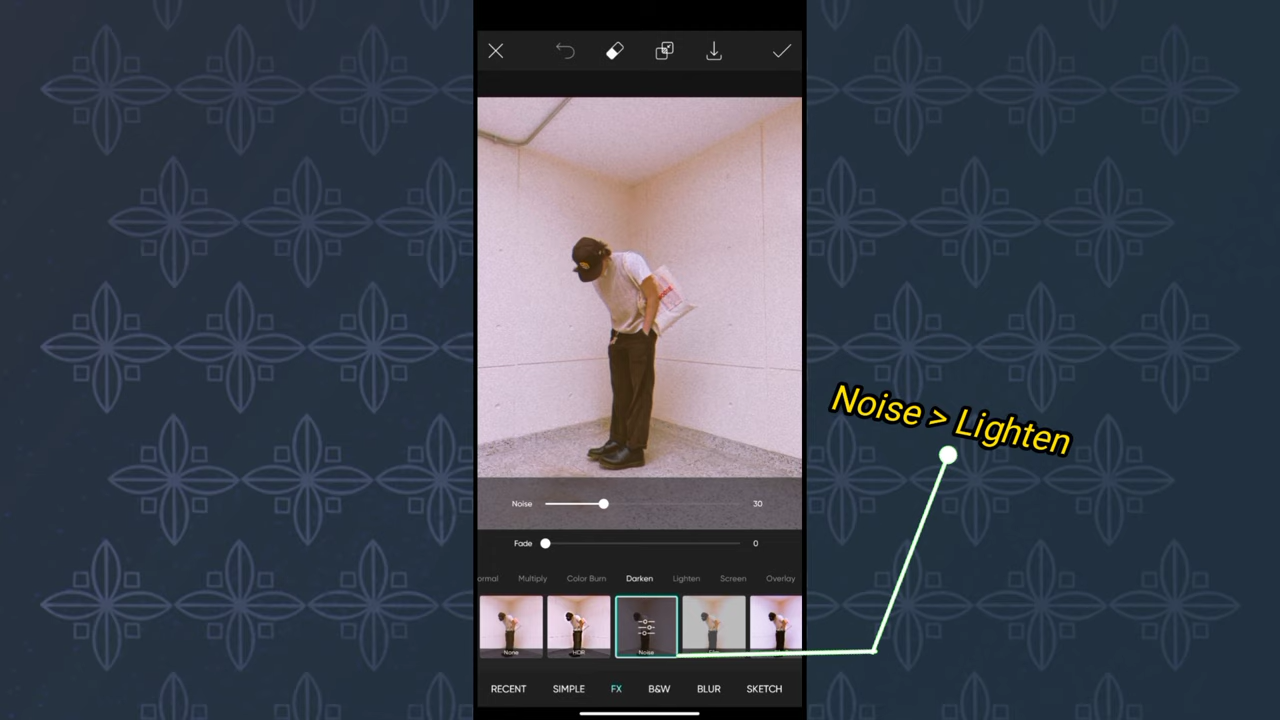 Noise > Lighten
Noise 30
Fade 0
ormal Multiply Color Burn Darken Lighten Screen Overlay
None HDR Noise
RECENT SIMPLE FX B&W BLUR SKETCH